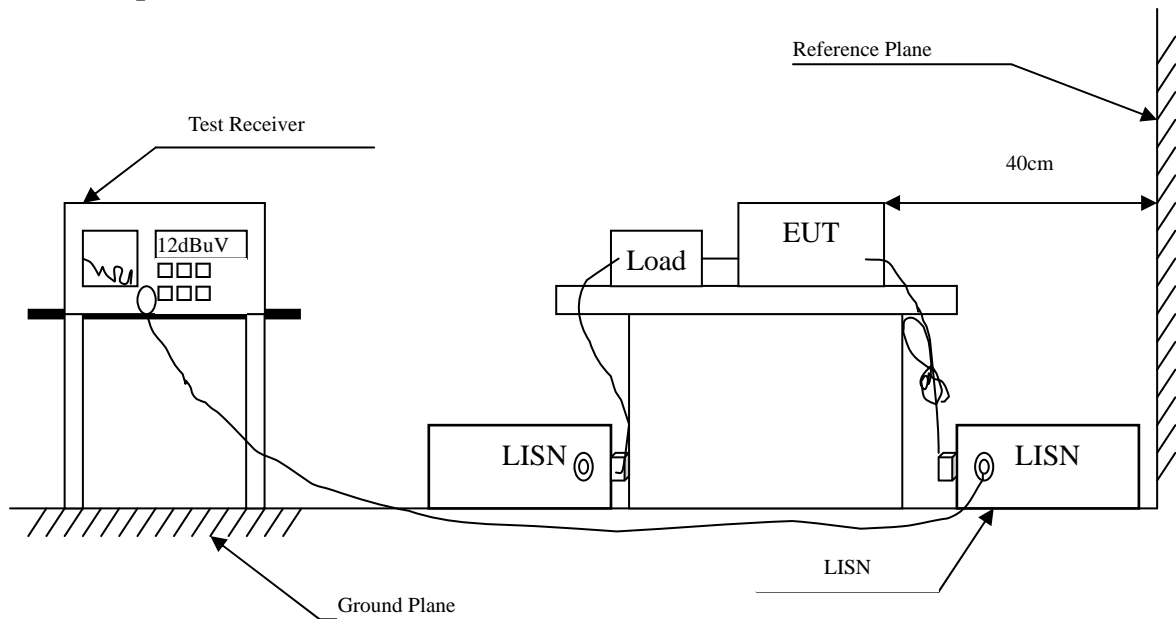 Reference Plane
Test Receiver
40cm
12dBuV
EUT
Load
LISN
LISN
LISN
Ground Plane